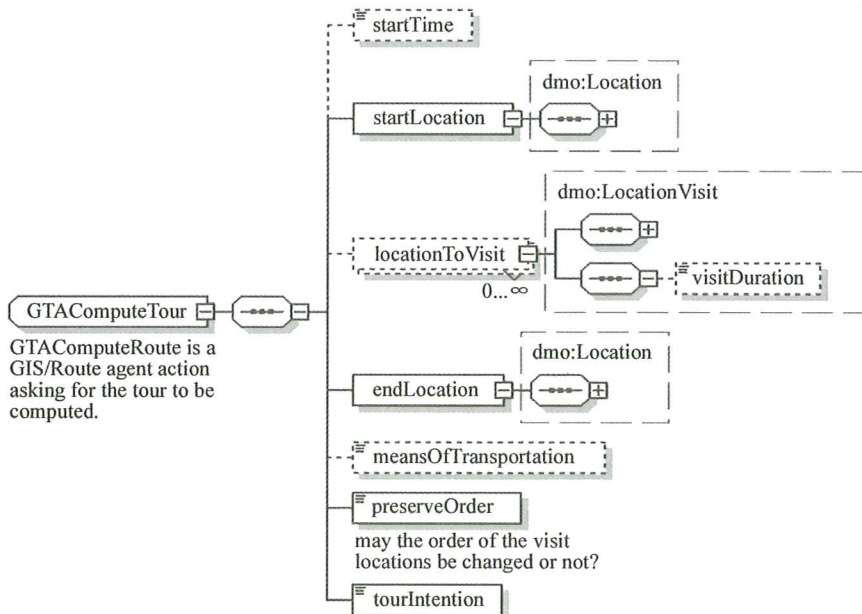 startTime
dmo:Location
startLocation
dmo:LocationVisit
locationToVisit
0... ∞
visitDuration
GTAComputeTour
GTAComputeRoute is a
GIS/Route agent action
asking for the tour to be
computed.
dmo:Location
endLocation
meansOfTransportation
preserveOrder
may the order of the visit
locations be changed or not?
tourIntention